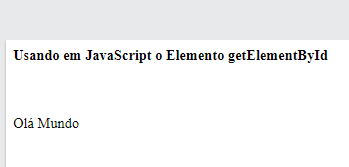 Usando em JavaScript o Elemento getElementById
Olá Mundo